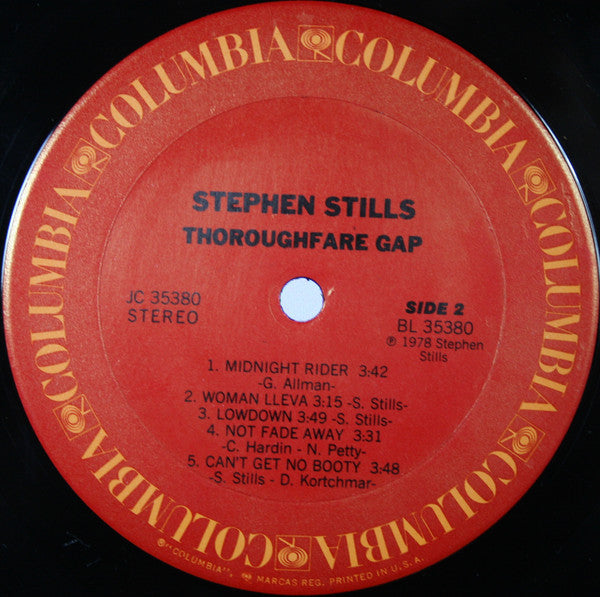 COLUMBIA COLUMBIA COLUMBIA COLUMBIA COLUMBIA COLUMBIA COLUMBIA COLUMBIA
STEPHEN STILLS
THOROUGHFARE GAP
JC 35380
STEREO
SIDE 2
BL 35380
℗ 1978 Stephen
Stills
1. MIDNIGHT RIDER 3:42
-G. Allman-
2. WOMAN LLEVA 3:15 -S. Stills-
3. LOWDOWN 3:49 -S. Stills-
4. NOT FADE AWAY 3:31
-C. Hardin - N. Petty-
5. CAN'T GET NO BOOTY 3:48
-S. Stills - D. Kortchmar-
®"COLUMBIA", MARCAS REG. PRINTED IN U.S.A.